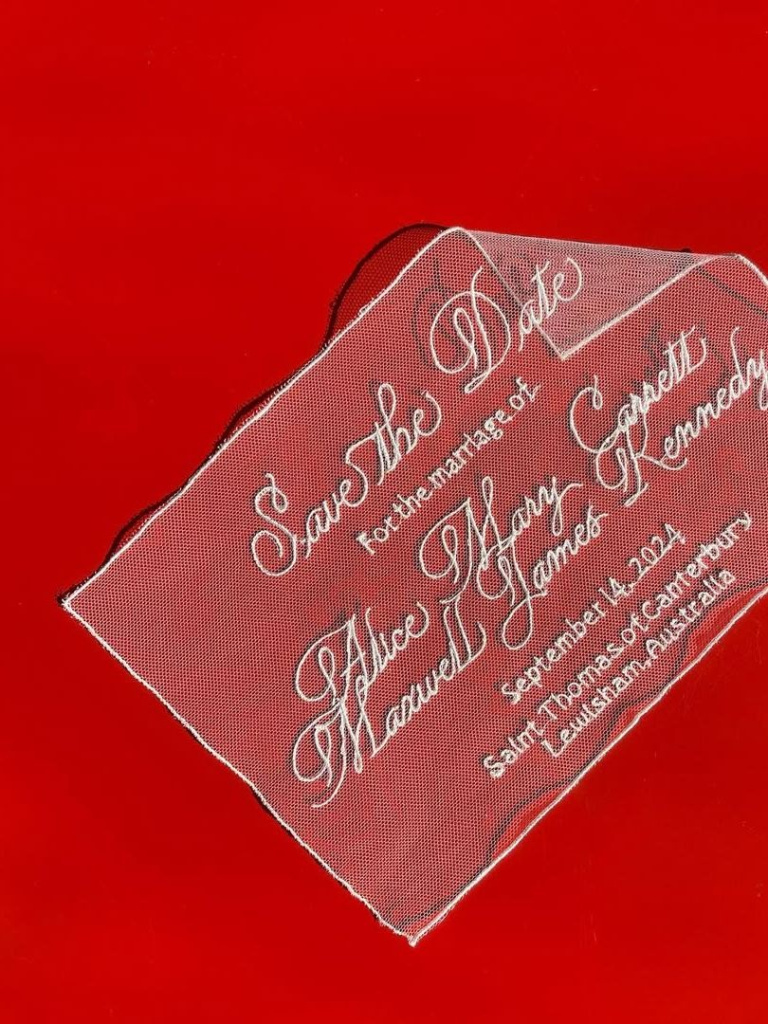 Save the Date
For the marriage of
Alice Mary Garrett
Maxwell James Kennedy
September 14, 2024
Saint Thomas of Canterbury
Lewisham, Australia